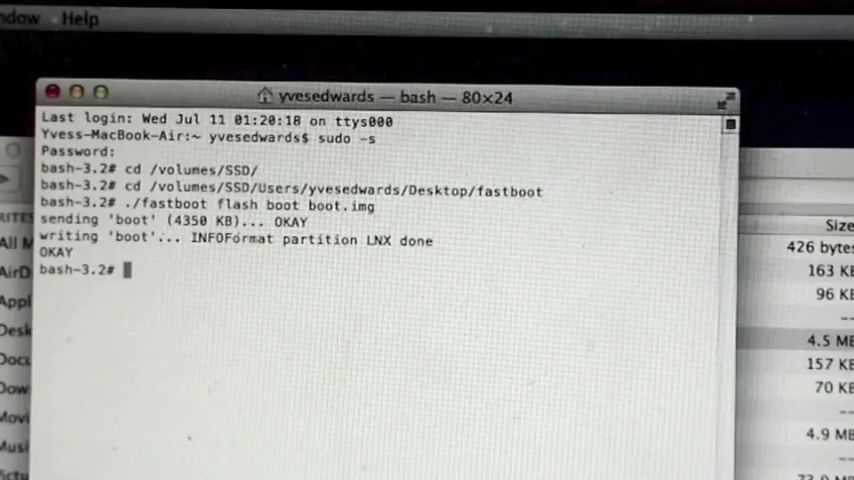 Help
yvesedwards — bash — 80×24
Last login: Wed Jul 11 01:20:18 on ttys000
Yvess-MacBook-Air:~ yvesedwards$ sudo -s
Password:
bash-3.2# cd /volumes/SSD/
bash-3.2# cd /volumes/SSD/Users/yvesedwards/Desktop/fastboot
bash-3.2# ./fastboot flash boot boot.img
sending 'boot' (4350 KB)... OKAY
writing 'boot'... INFOFormat partition LNX done
OKAY
bash-3.2#
All
Size
426 bytes
163 KB
96 KB
--
4.5 MB
157 KB
70 KB
--
4.9 MB
--